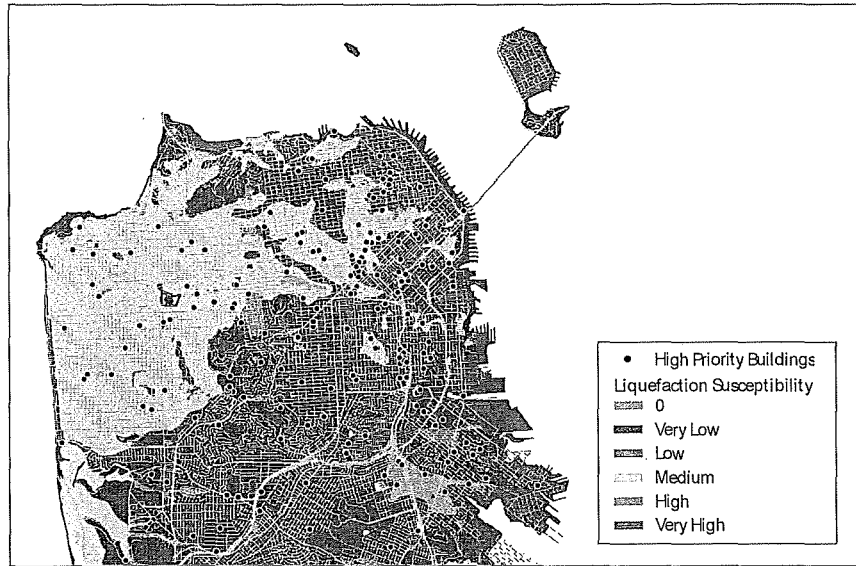 High Priority Buildings
Liquefaction Susceptibility
0
Very Low
Low
Medium
High
Very High